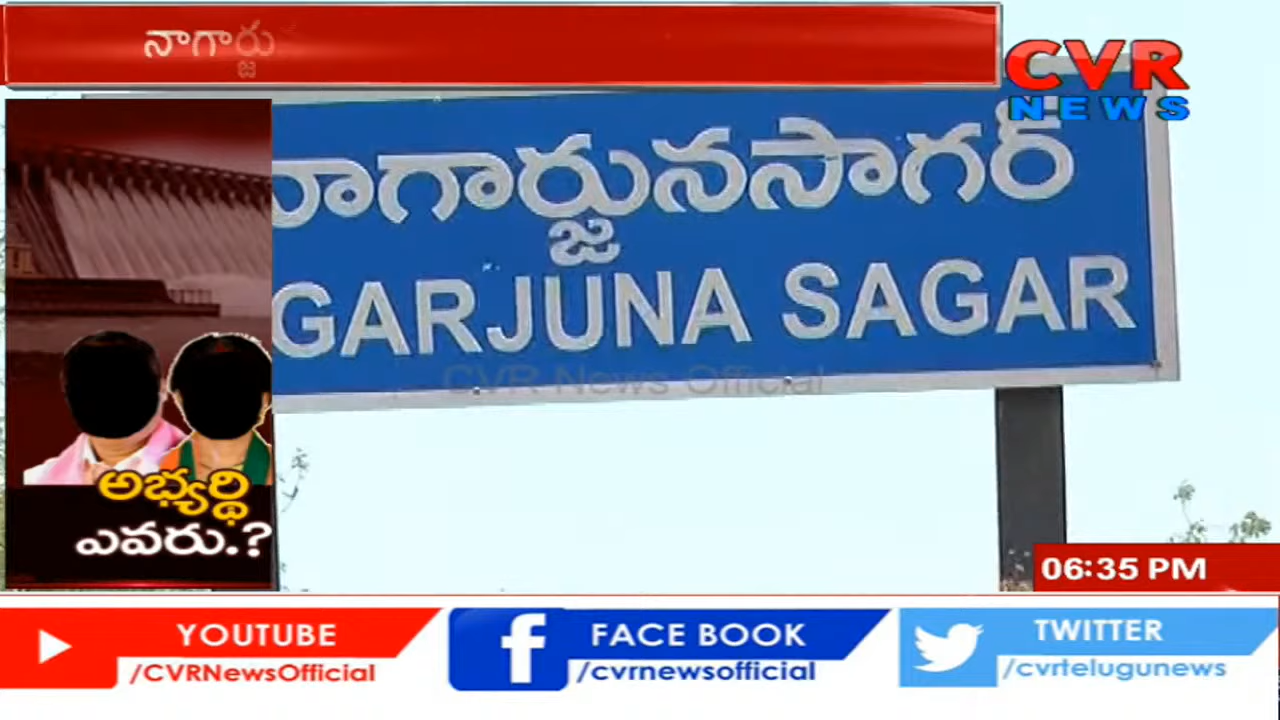 నాగార్జు
CVR
NEWS
నాగార్జునసాగర్
GARJUNA SAGAR
CVR News Official
అభ్యర్థి
ఎవరు.?
06:35 PM
YOUTUBE
/CVRNewsOfficial
FACE BOOK
/cvrnewsofficial
TWITTER
/cvrtelugunews